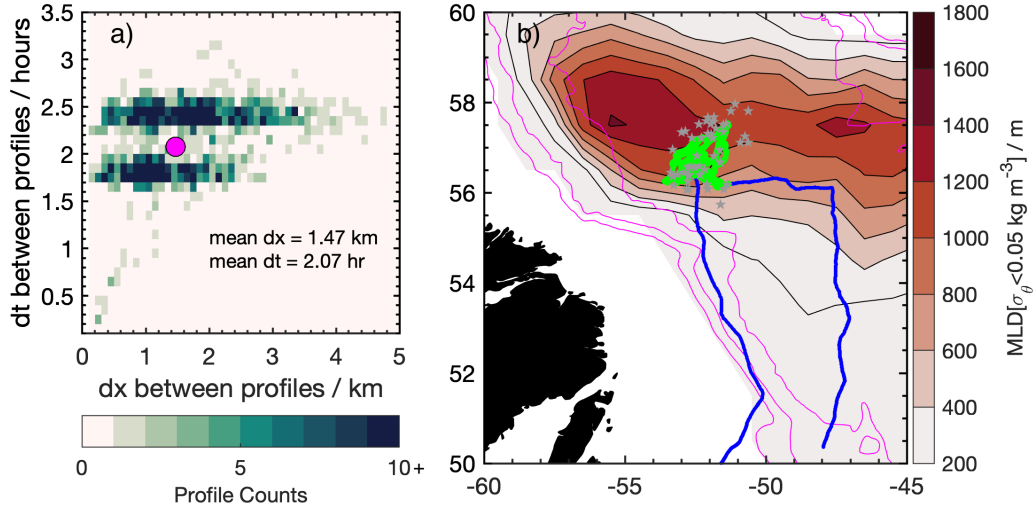 a)
dt between profiles / hours
3.5
3
2.5
2
1.5
1
0.5
mean dx = 1.47 km
mean dt = 2.07 hr
0 1 2 3 4 5
dx between profiles / km
0 5 10+
Profile Counts
b)
60
58
56
54
52
50
-60 -55 -50 -45
1800
1600
1400
1200
1000
800
600
400
200
MLD[σθ<0.05 kg m⁻³] / m